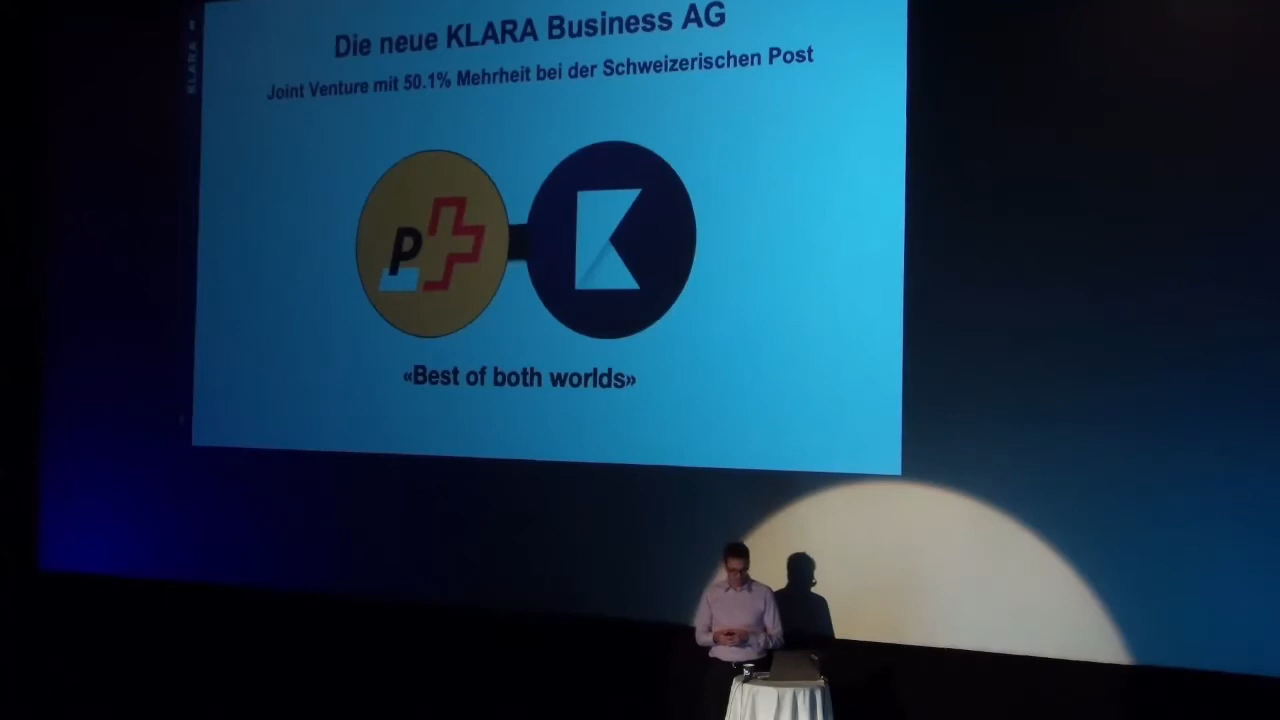 KLARA
Die neue KLARA Business AG
Joint Venture mit 50.1% Mehrheit bei der Schweizerischen Post
P
K
«Best of both worlds»